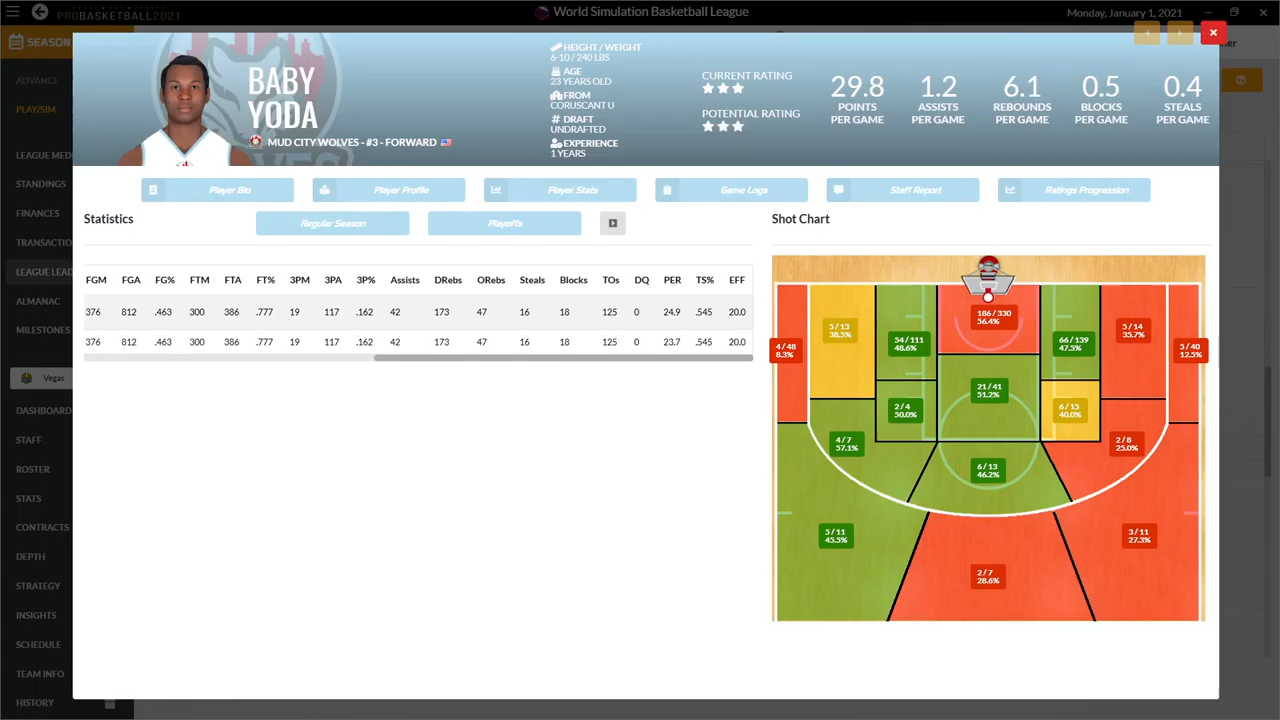 PROBASKETBALL2021
World Simulation Basketball League
Monday, January 1, 2021
SEASON
ADVANCE
PLAY/SIM
LEAGUE MED
STANDINGS
FINANCES
TRANSACTIO
LEAGUE LEAD
ALMANAC
MILESTONES
Vegas
DASHBOARD
STAFF
ROSTER
STATS
CONTRACTS
DEPTH
STRATEGY
INSIGHTS
SCHEDULE
TEAM INFO
HISTORY
BABY
YODA
MUD CITY WOLVES - #3 - FORWARD
HEIGHT / WEIGHT
6-10 / 240 LBS
AGE
23 YEARS OLD
FROM
CORUSCANT U
DRAFT
UNDRAFTED
EXPERIENCE
1 YEARS
CURRENT RATING
POTENTIAL RATING
29.8 1.2 6.1 0.5 0.4
POINTS ASSISTS REBOUNDS BLOCKS STEALS
PER GAME PER GAME PER GAME PER GAME PER GAME
Player Bio Player Profile Player Stats Game Logs Staff Report Ratings Progression
Statistics Regular Season Playoffs
FGM FGA FG% FTM FTA FT% 3PM 3PA 3P% Assists DRebs ORebs Steals Blocks TOs DQ PER TS% EFF
376 812 .463 300 386 .777 19 117 .162 42 173 47 16 18 125 0 24.9 .545 20.0
376 812 .463 300 386 .777 19 117 .162 42 173 47 16 18 125 0 23.7 .545 20.0
Shot Chart
186 / 330
56.4%
5 / 13
38.5%
5 / 14
35.7%
54 / 111
48.6%
66 / 139
47.5%
4 / 48
8.3%
5 / 40
12.5%
21 / 41
51.2%
2 / 4
50.0%
6 / 15
40.0%
4 / 7
57.1%
2 / 8
25.0%
6 / 13
46.2%
5 / 11
45.5%
3 / 11
27.3%
2 / 7
28.6%